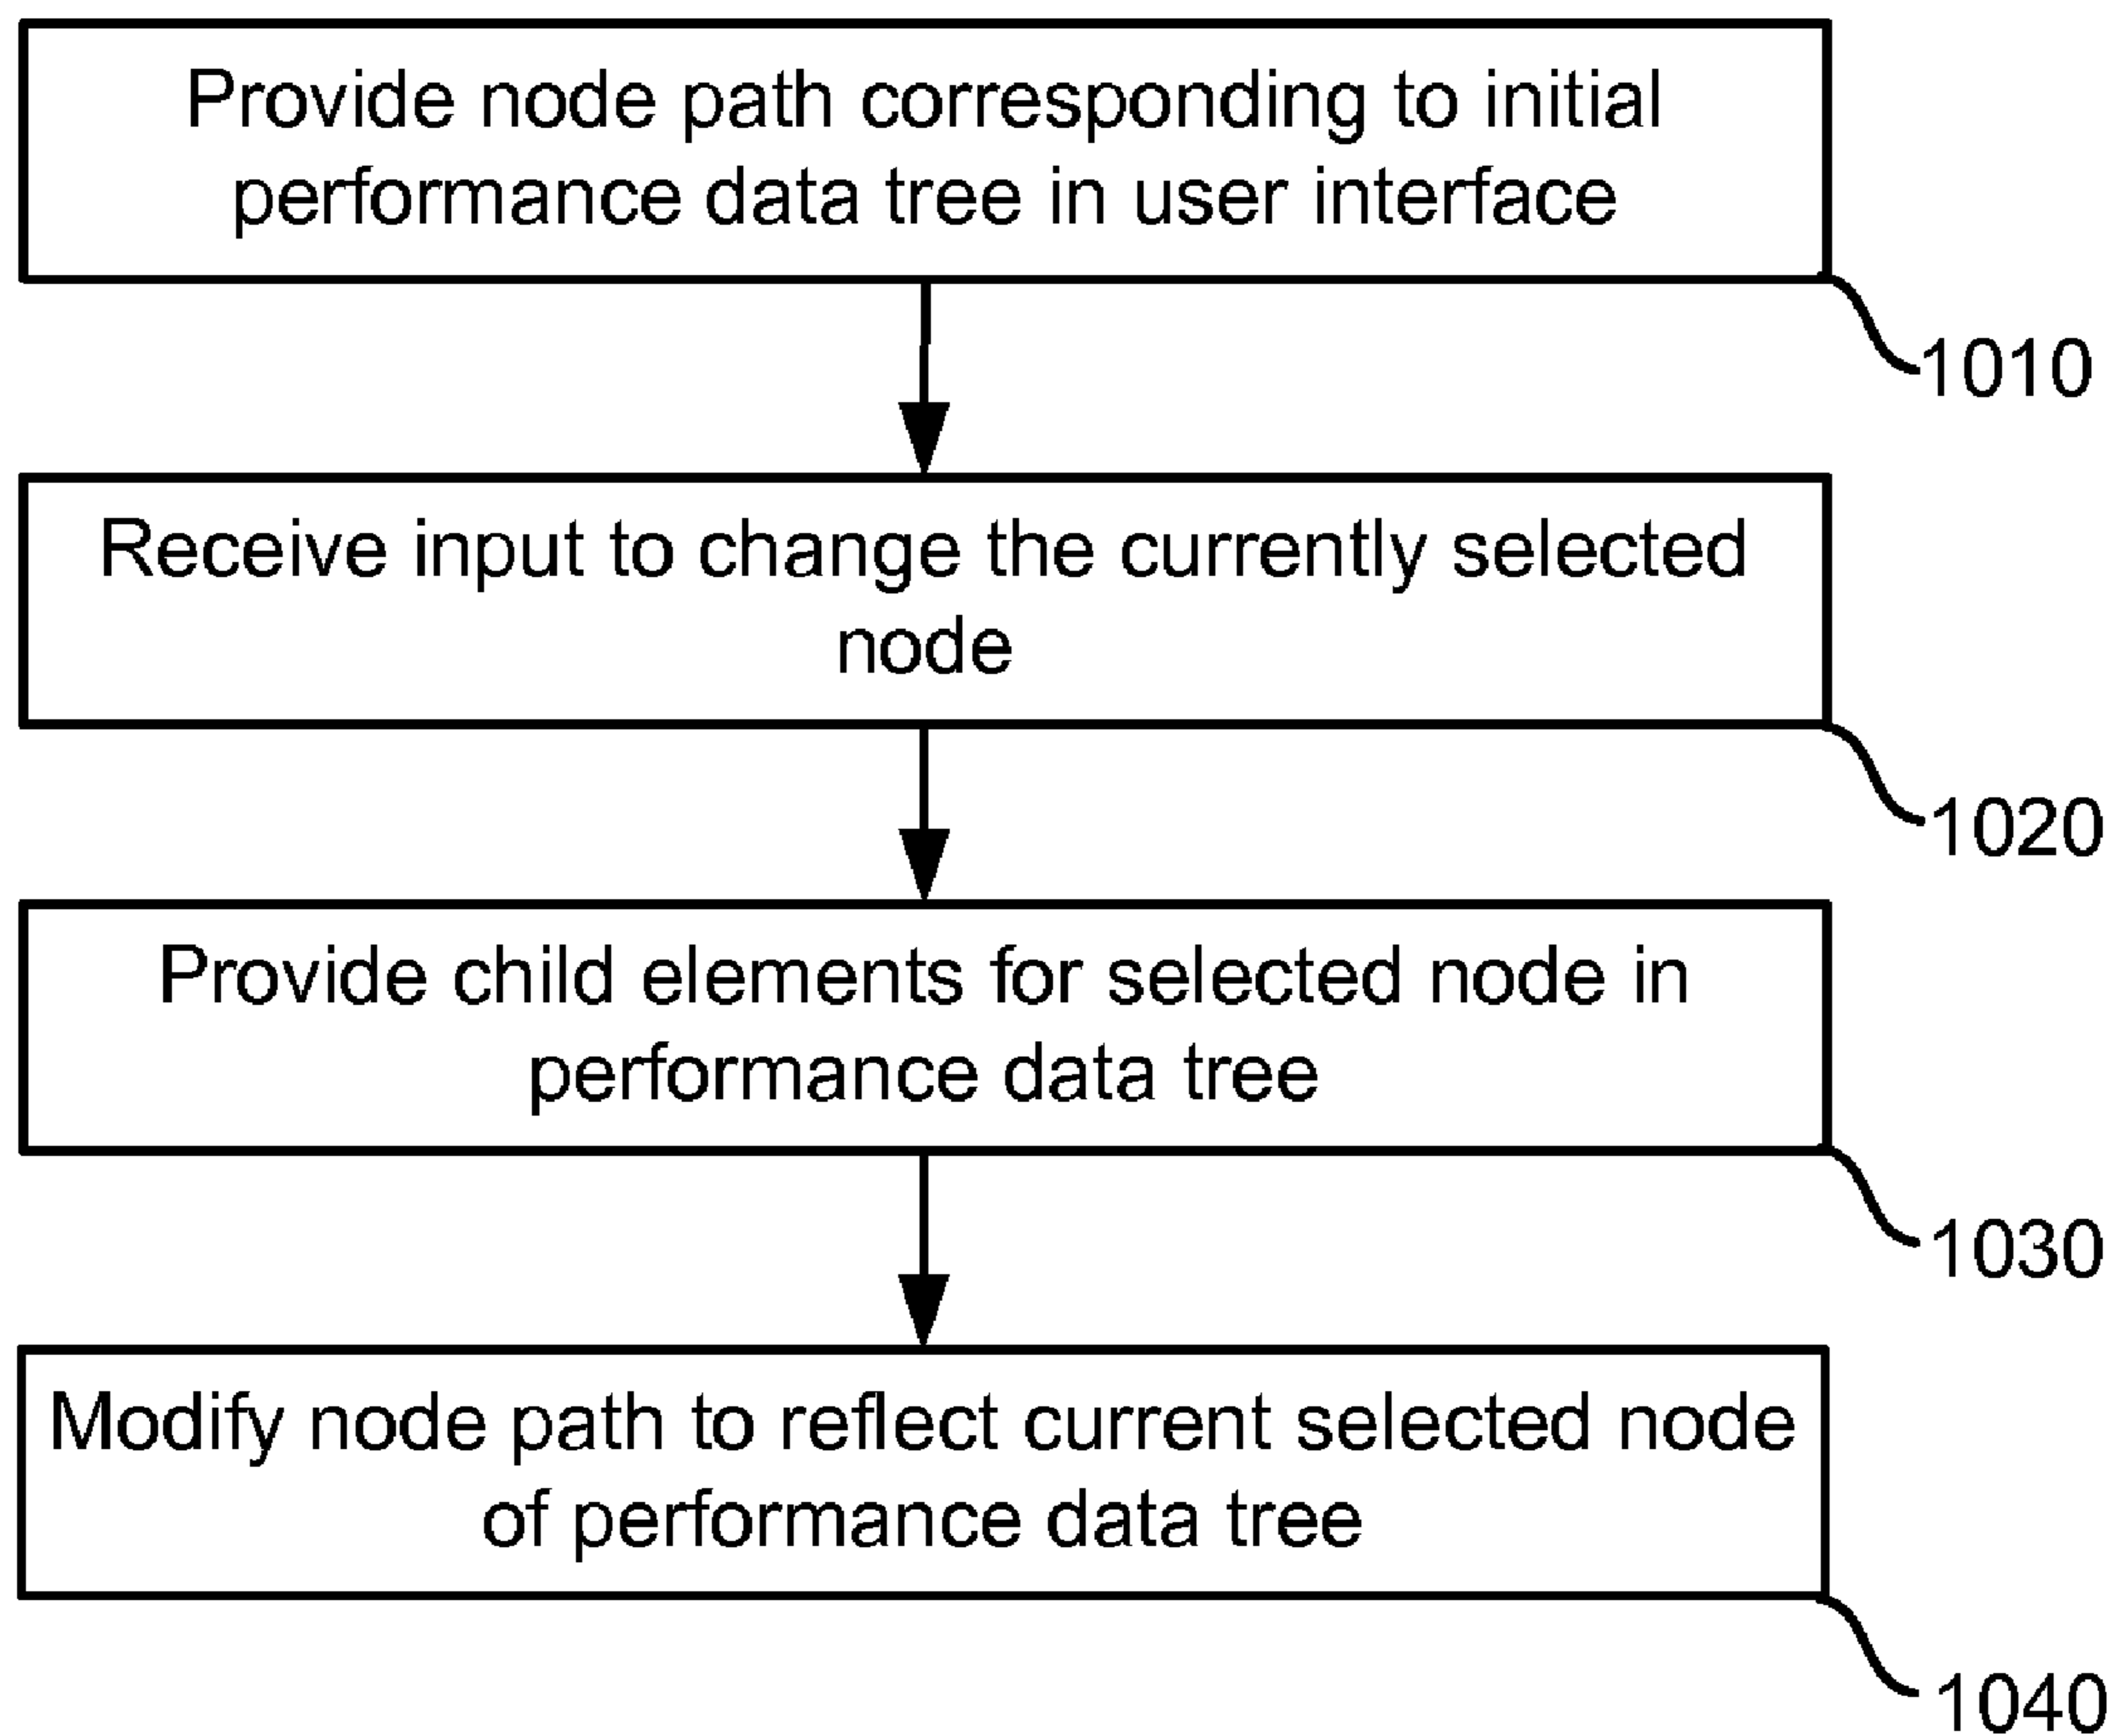 Provide node path corresponding to initial
performance data tree in user interface
1010
Receive input to change the currently selected
node
1020
Provide child elements for selected node in
performance data tree
1030
Modify node path to reflect current selected node
of performance data tree
1040